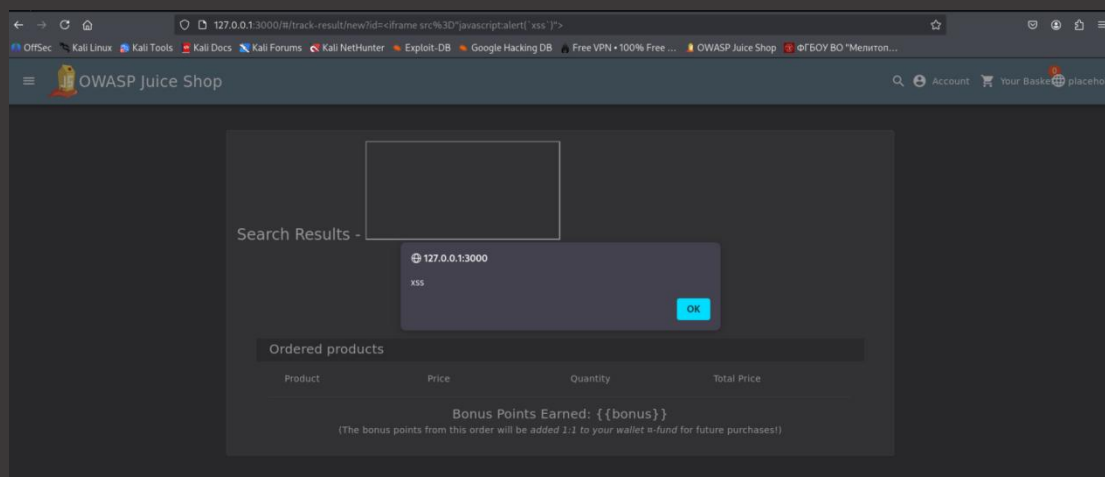 127.0.0.1:3000/#/track-result/new?id=<iframe src%3D"javascript:alert(`xss`)">
OffSec Kali Linux Kali Tools Kali Docs Kali Forums Kali NetHunter Exploit-DB Google Hacking DB Free VPN • 100% Free ... OWASP Juice Shop ФГБОУ ВО "Мелитоп...
OWASP Juice Shop Account Your Baske 0 placeho
Search Results -
127.0.0.1:3000
xss
OK
Ordered products
Product Price Quantity Total Price
Bonus Points Earned: {{bonus}}
(The bonus points from this order will be added 1:1 to your wallet ¤-fund for future purchases!)